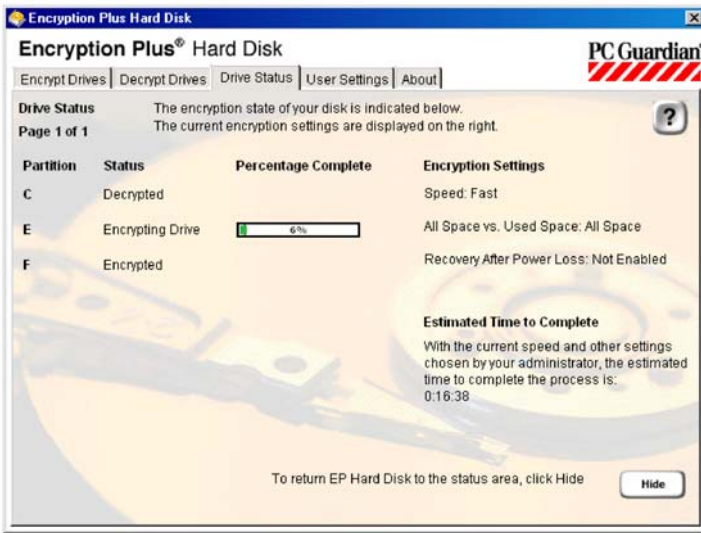 Encryption Plus Hard Disk
Encryption Plus® Hard Disk
PC Guardian
Encrypt Drives Decrypt Drives Drive Status User Settings About
Drive Status
Page 1 of 1
The encryption state of your disk is indicated below.
The current encryption settings are displayed on the right.
?
Partition Status Percentage Complete Encryption Settings
C Decrypted Speed: Fast
E Encrypting Drive 6% All Space vs. Used Space: All Space
F Encrypted Recovery After Power Loss: Not Enabled
Estimated Time to Complete
With the current speed and other settings
chosen by your administrator, the estimated
time to complete the process is:
0:16:38
To return EP Hard Disk to the status area, click Hide
Hide